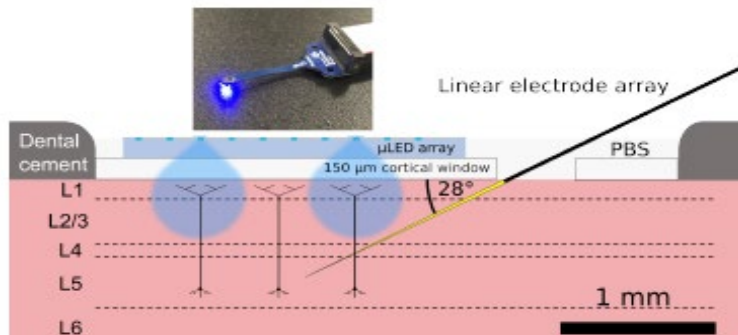 Linear electrode array
Dental
cement
µLED array
PBS
150 µm cortical window
L1
28°
L2/3
L4
L5
1 mm
L6